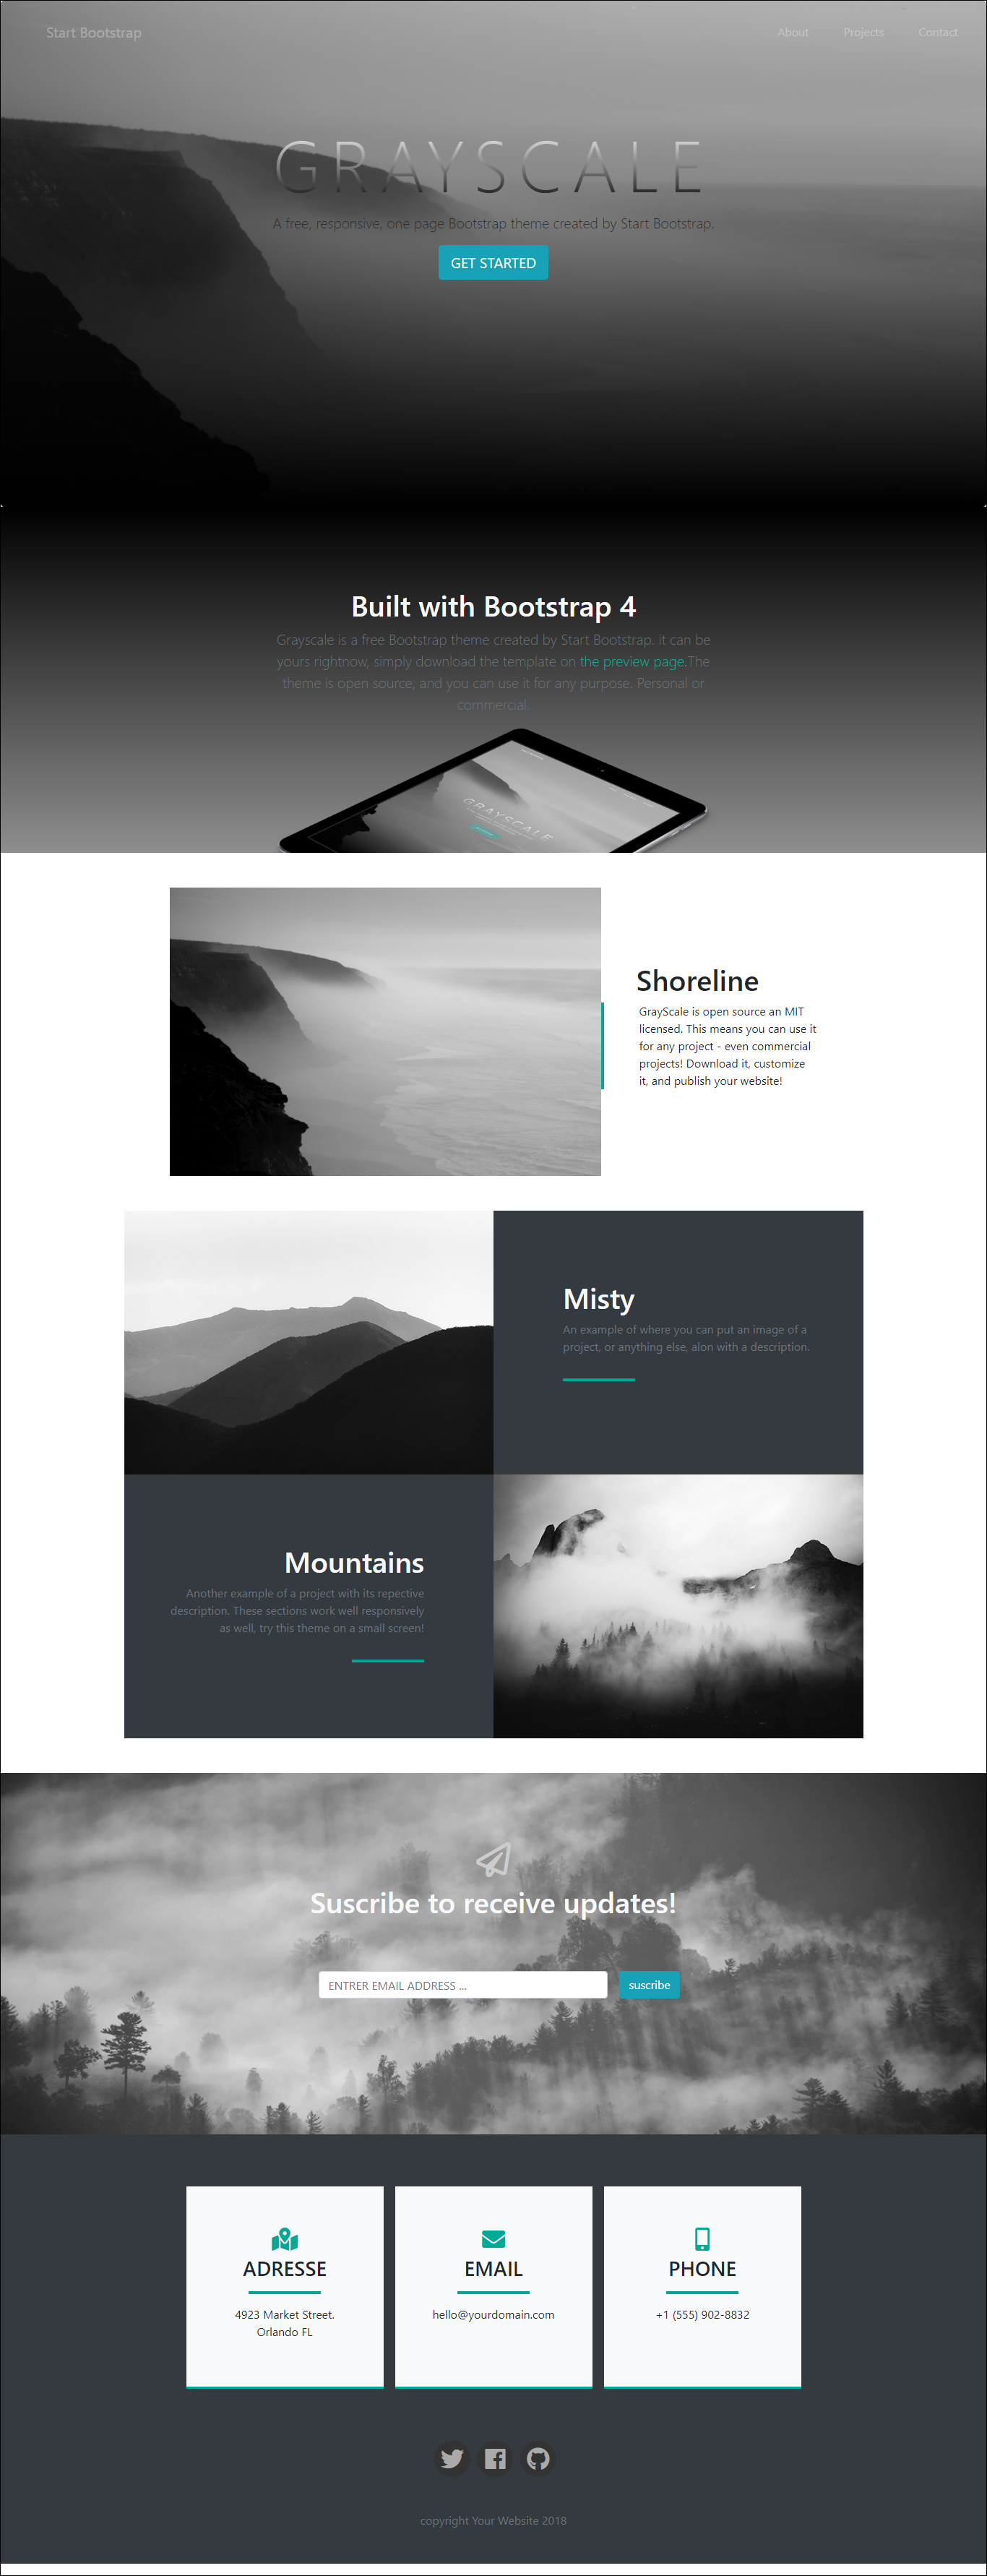 Start Bootstrap
About Projects Contact
GRAYSCALE
A free, responsive, one page Bootstrap theme created by Start Bootstrap.
GET STARTED
Built with Bootstrap 4
Grayscale is a free Bootstrap theme created by Start Bootstrap. it can be
yours rightnow, simply download the template on the preview page.The
theme is open source, and you can use it for any purpose. Personal or
commercial.
GRAYSCALE
Shoreline
GrayScale is open source an MIT
licensed. This means you can use it
for any project - even commercial
projects! Download it, customize
it, and publish your website!
Misty
An example of where you can put an image of a
project, or anything else, alon with a description.
Mountains
Another example of a project with its repective
description. These sections work well responsively
as well, try this theme on a small screen!
Suscribe to receive updates!
ENTRER EMAIL ADDRESS ...
suscribe
ADRESSE
4923 Market Street.
Orlando FL
EMAIL
hello@yourdomain.com
PHONE
+1 (555) 902-8832
copyright Your Website 2018